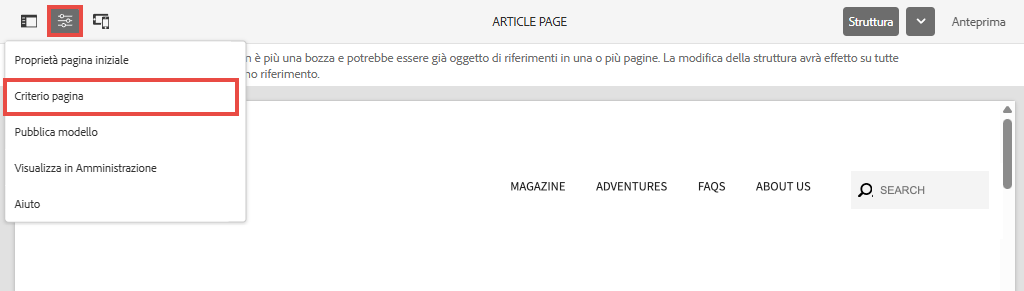 ARTICLE PAGE
Struttura
Anteprima
Proprietà pagina iniziale
Criterio pagina
Pubblica modello
Visualizza in Amministrazione
Aiuto
n è più una bozza e potrebbe essere già oggetto di riferimenti in una o più pagine. La modifica della struttura avrà effetto su tutte
no riferimento.
MAGAZINE ADVENTURES FAQS ABOUT US SEARCH